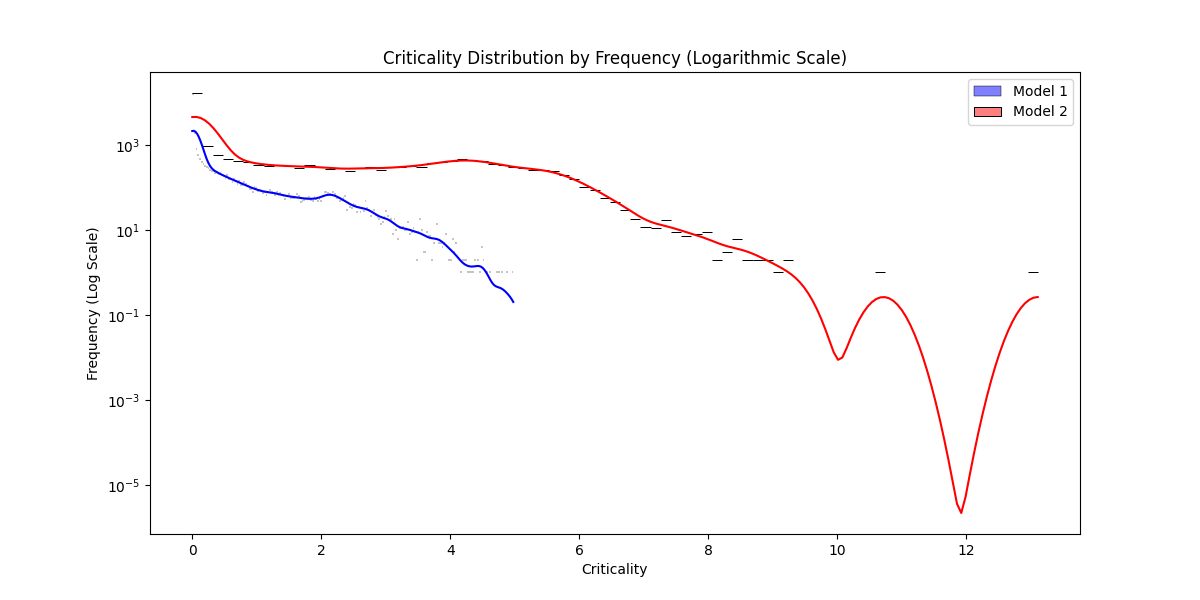 Criticality Distribution by Frequency (Logarithmic Scale)
Model 1
Model 2
Frequency (Log Scale)
10³
10¹
10⁻¹
10⁻³
10⁻⁵
0 2 4 6 8 10 12
Criticality